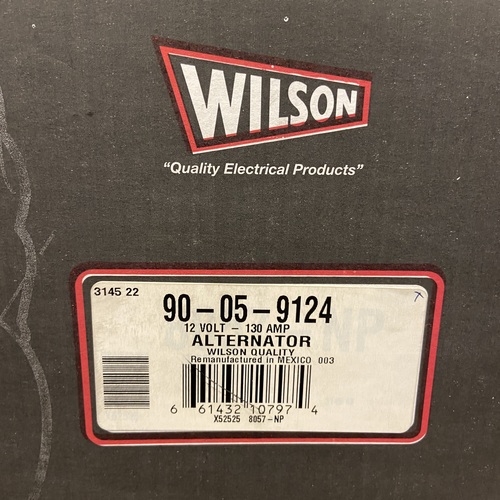 WILSON
"Quality Electrical Products"
3145 22
90-05-9124
12 VOLT - 130 AMP
ALTERNATOR
WILSON QUALITY
Remanufactured in MEXICO 003
6 61432 10797 4
X52525 8057-NP